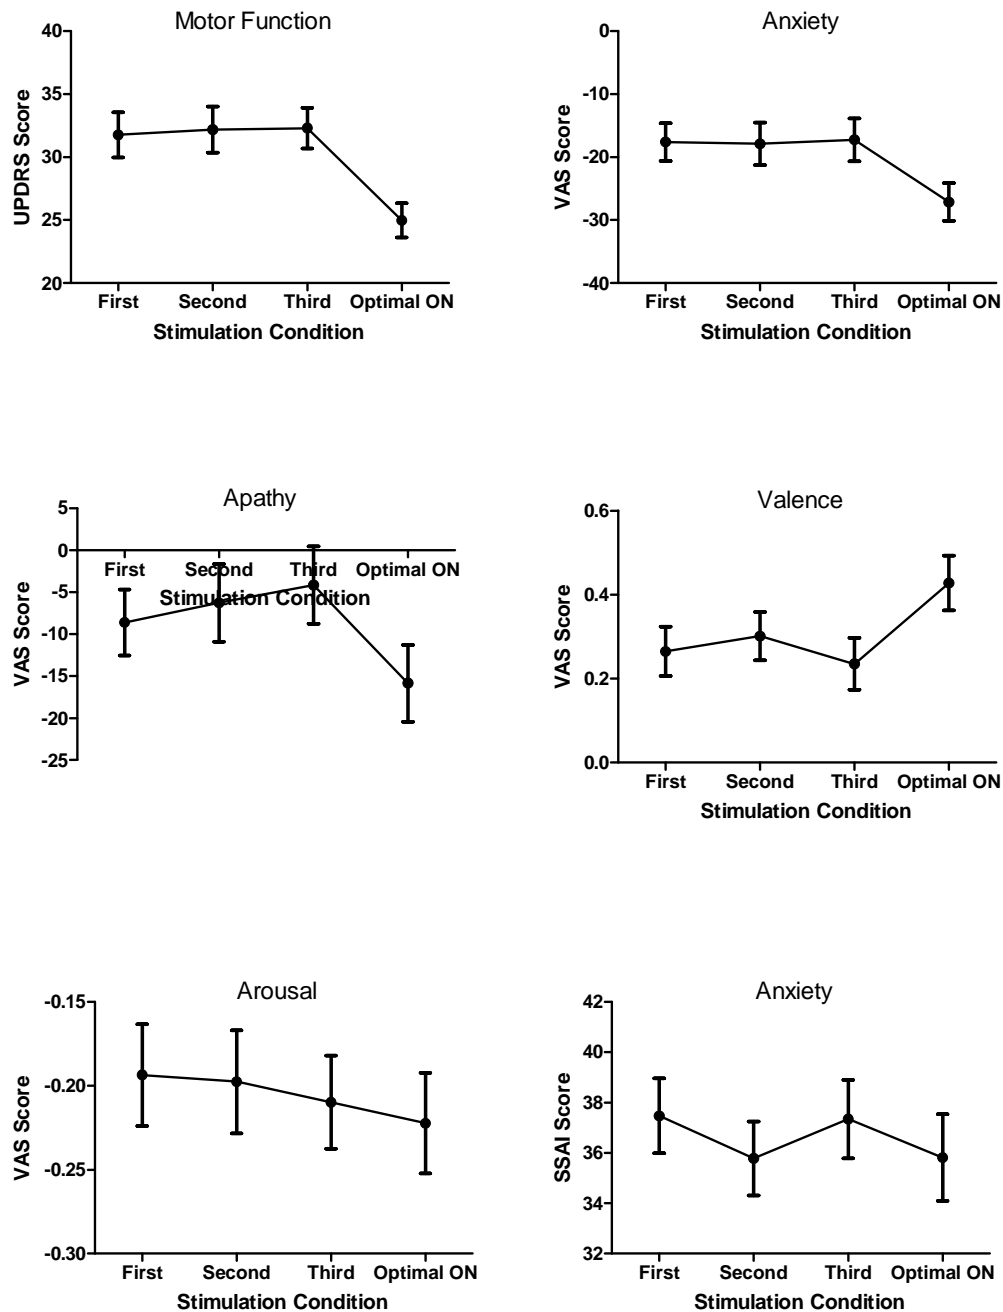 Motor Function
40
35
30
25
20
UPDRS Score
First Second Third Optimal ON
Stimulation Condition
Anxiety
0
-10
-20
-30
-40
VAS Score
First Second Third Optimal ON
Stimulation Condition
Apathy
5
0
-5
-10
-15
-20
-25
VAS Score
First Second Third Optimal ON
Stimulation Condition
Valence
0.6
0.4
0.2
0.0
VAS Score
First Second Third Optimal ON
Stimulation Condition
Arousal
-0.15
-0.20
-0.25
-0.30
VAS Score
First Second Third Optimal ON
Stimulation Condition
Anxiety
42
40
38
36
34
32
SSAI Score
First Second Third Optimal ON
Stimulation Condition